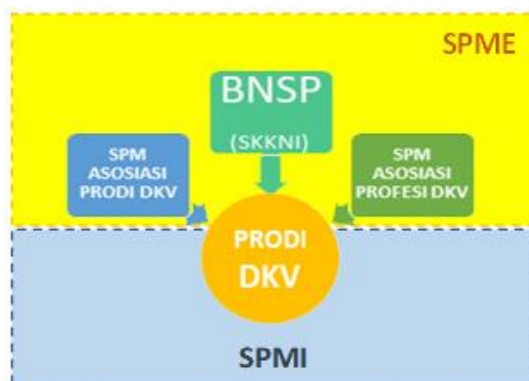 SPME
BNSP
(SKKNI)
SPM
ASOSIASI
PRODI DKV
SPM
ASOSIASI
PROFESI DKV
PRODI
DKV
SPMI